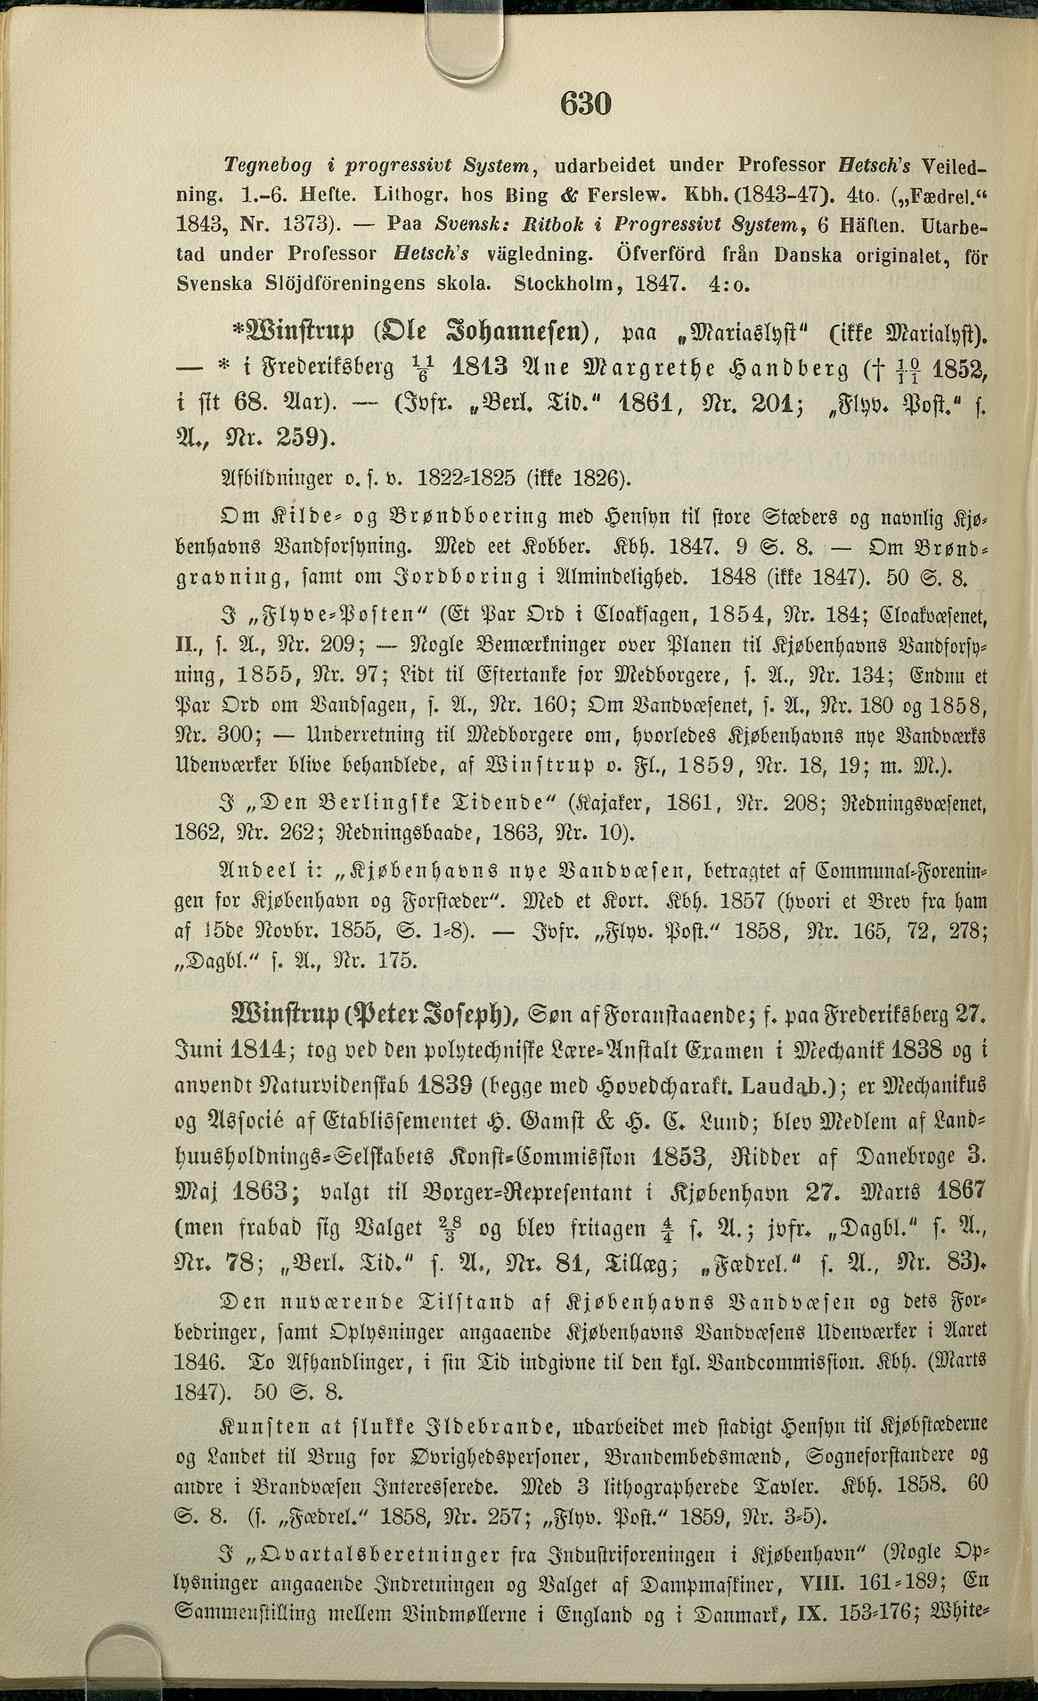 630
Tegnebog i progressivt System, udarbeidet under Professor Hetsch's Veiled-
ning. 1.-6. Hefte. Lithogr. hos Bing & Ferslew. Kbh. (1843-47). 4to. („Fædrel.“
1843, Nr. 1373). — Paa Svensk: Ritbok i Progressivt System, 6 Häften. Utarbe-
tad under Professor Hetsch's vägledning. Öfverförd från Danska originalet, för
Svenska Slöjdföreningens skola. Stockholm, 1847. 4:o.
*Winstrup (Ole Johannesen), paa „Mariaslyst“ (ikke Marialyst).
— * i Frederiksberg 11/6 1813 Ane Margrethe Handberg († 10/11 1852,
i sit 68. Aar). — (Jvfr. „Berl. Tid.“ 1861, Nr. 201; „Flyv. Post.“ s.
A., Nr. 259).
Afbildninger o. s. v. 1822-1825 (ikke 1826).
Om Kilde- og Brøndboering med Hensyn til store Stæders og navnlig Kjø-
benhavns Vandforsyning. Med eet Kobber. Kbh. 1847. 9 S. 8. — Om Brønd-
gravning, samt om Jordboring i Almindelighed. 1848 (ikke 1847). 50 S. 8.
I „Flyve-Posten“ (Et Par Ord i Cloaksagen, 1854, Nr. 184; Cloakvæsenet,
II., s. A., Nr. 209; — Nogle Bemærkninger over Planen til Kjøbenhavns Vandforsy-
ning, 1855, Nr. 97; Lidt til Eftertanke for Medborgere, s. A., Nr. 134; Endnu et
Par Ord om Vandsagen, s. A., Nr. 160; Om Vandvæsenet, s. A., Nr. 180 og 1858,
Nr. 300; — Underretning til Medborgere om, hvorledes Kjøbenhavns nye Vandværks
Udenværker blive behandlede, af Winstrup o. Fl., 1859, Nr. 18, 19; m. M.).
I „Den Berlingske Tidende“ (Kajaker, 1861, Nr. 208; Redningsvæsenet,
1862, Nr. 262; Redningsbaade, 1863, Nr. 10).
Andeel i: „Kjøbenhavns nye Vandvæsen, betragtet af Communal-Forenin-
gen for Kjøbenhavn og Forstæder“. Med et Kort. Kbh. 1857 (hvori et Brev fra ham
af 15de Novbr. 1855, S. 1-8). — Jvfr. „Flyv. Post.“ 1858, Nr. 165, 72, 278;
„Dagbl.“ s. A., Nr. 175.
Winstrup (Peter Joseph), Søn af Foranstaaende; f. paa Frederiksberg 27.
Juni 1814; tog ved den polytechniske Lære-Anstalt Examen i Mechanik 1838 og i
anvendt Naturvidenskab 1839 (begge med Hovedcharakt. Laudab.); er Mechanikus
og Associé af Etablissementet H. Gamst & H. C. Lund; blev Medlem af Land-
huusholdnings-Selskabets Konst-Commission 1853, Ridder af Danebroge 3.
Maj 1863; valgt til Borger-Repræsentant i Kjøbenhavn 27. Marts 1867
(men frabad sig Valget 28/3 og blev fritagen 4/4 s. A.; jvfr. „Dagbl.“ s. A.,
Nr. 78; „Berl. Tid.“ s. A., Nr. 81, Tillæg; „Fædrel.“ s. A., Nr. 83).
Den nuværende Tilstand af Kjøbenhavns Vandvæsen og dets For-
bedringer, samt Oplysninger angaaende Kjøbenhavns Vandvæsens Udenværker i Aaret
1846. To Afhandlinger, i sin Tid indgivne til den kgl. Vandcommission. Kbh. (Marts
1847). 50 S. 8.
Kunsten at slukke Ildebrande, udarbeidet med stadigt Hensyn til Kjøbstæderne
og Landet til Brug for Øvrighedspersoner, Brandembedsmænd, Sogneforstandere og
andre i Brandvæsen Interesserede. Med 3 lithographerede Tavler. Kbh. 1858. 60
S. 8. (s. „Fædrel.“ 1858, Nr. 257; „Flyv. Post.“ 1859, Nr. 3-5).
I „Qvartalsberetninger fra Industriforeningen i Kjøbenhavn“ (Nogle Op-
lysninger angaaende Indretningen og Valget af Dampmaskiner, VIII. 161-189; En
Sammenstilling mellem Vindmøllerne i England og i Danmark, IX. 153-176; White-